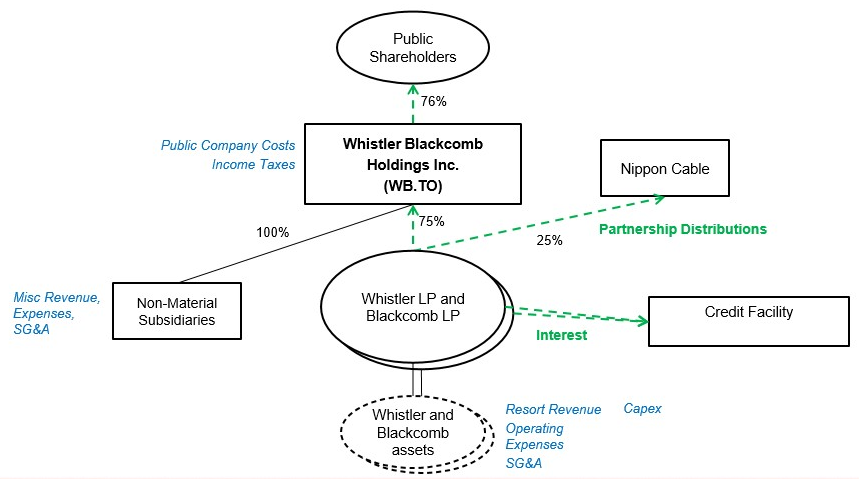 Public
Shareholders
76%
Public Company Costs
Income Taxes
Whistler Blackcomb
Holdings Inc.
(WB.TO)
Nippon Cable
100%
75%
25%
Partnership Distributions
Misc Revenue,
Expenses,
SG&A
Non-Material
Subsidiaries
Whistler LP and
Blackcomb LP
Interest
Credit Facility
Whistler and
Blackcomb
assets
Resort Revenue
Capex
Operating
Expenses
SG&A